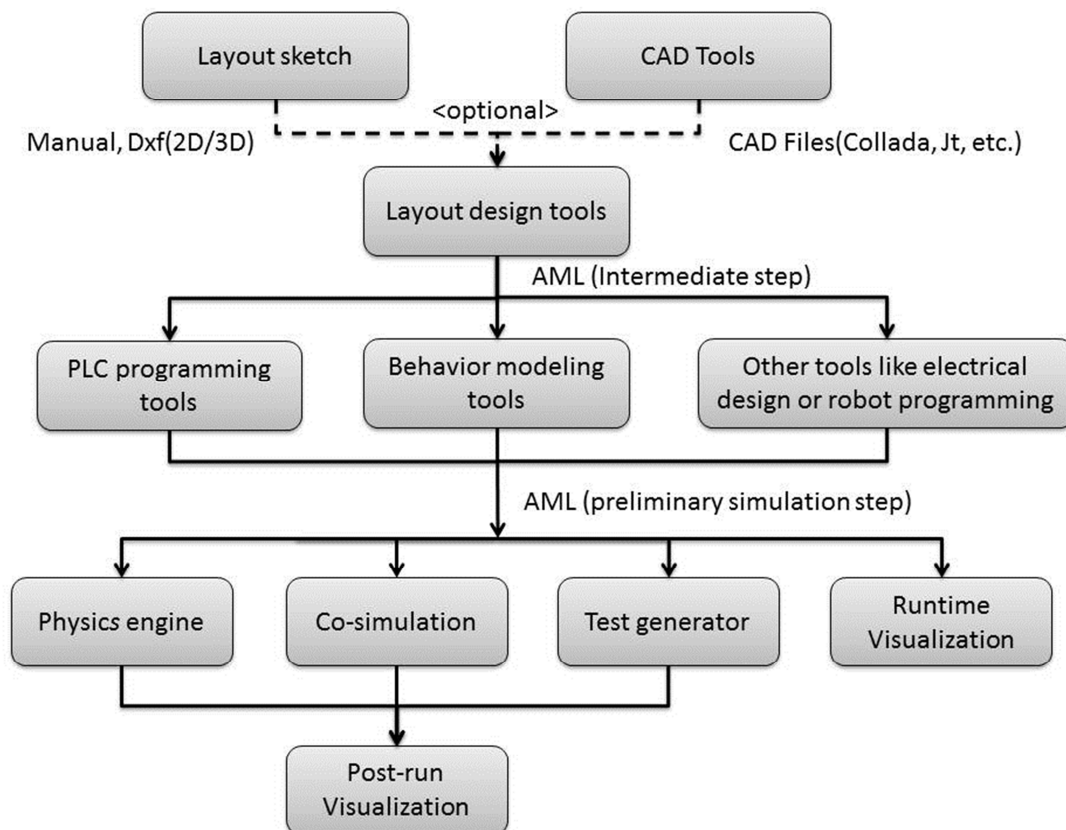 Layout sketch
CAD Tools
<optional>
Manual, Dxf(2D/3D)
CAD Files(Collada, Jt, etc.)
Layout design tools
AML (Intermediate step)
PLC programming
tools
Behavior modeling
tools
Other tools like electrical
design or robot programming
AML (preliminary simulation step)
Physics engine
Co-simulation
Test generator
Runtime
Visualization
Post-run
Visualization